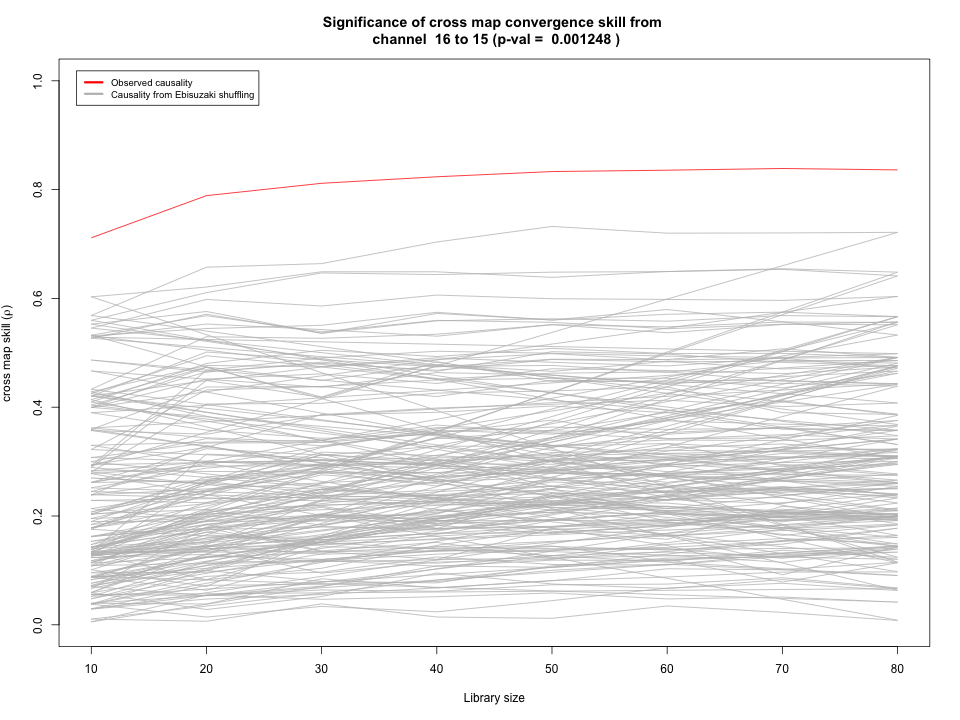 Significance of cross map convergence skill from
channel  16 to 15 (p-val =  0.001248 )
Observed causality
Causality from Ebisuzaki shuffling
cross map skill (ρ)
1.0
0.8
0.6
0.4
0.2
0.0
10 20 30 40 50 60 70 80
Library size